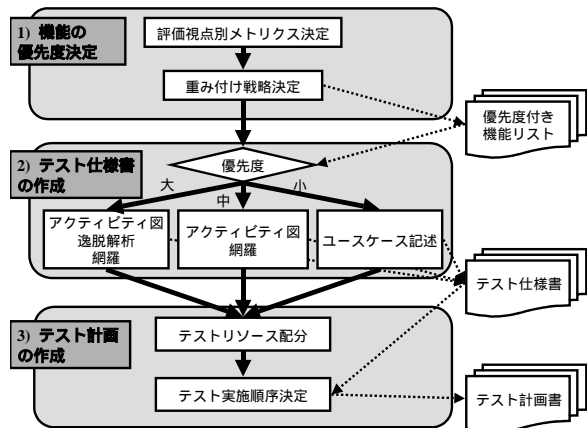 1) 機能の
優先度決定
評価視点別メトリクス決定
重み付け戦略決定
優先度付き
機能リスト
2) テスト仕様書
の作成
優先度
大
中
小
アクティビティ図
逸脱解析
網羅
アクティビティ図
網羅
ユースケース記述
テスト仕様書
3) テスト計画
の作成
テストリソース配分
テスト実施順序決定
テスト計画書